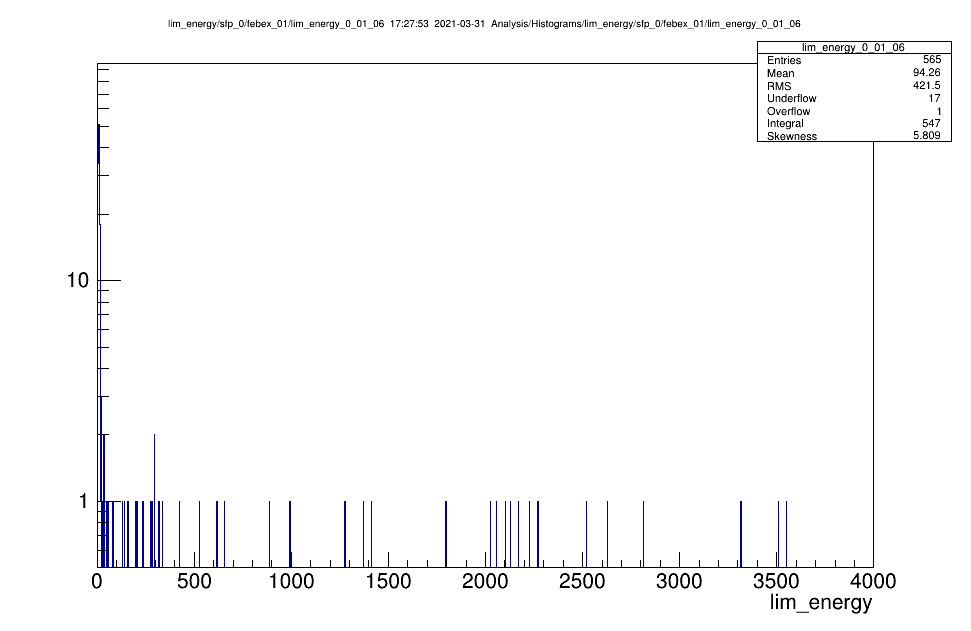 lim_energy/sfp_0/febex_01/lim_energy_0_01_06 17:27:53 2021-03-31 Analysis/Histograms/lim_energy/sfp_0/febex_01/lim_energy_0_01_06
lim_energy_0_01_06
Entries 565
Mean 94.26
RMS 421.5
Underflow 17
Overflow 1
Integral 547
Skewness 5.809
10
1
0 500 1000 1500 2000 2500 3000 3500 4000
lim_energy